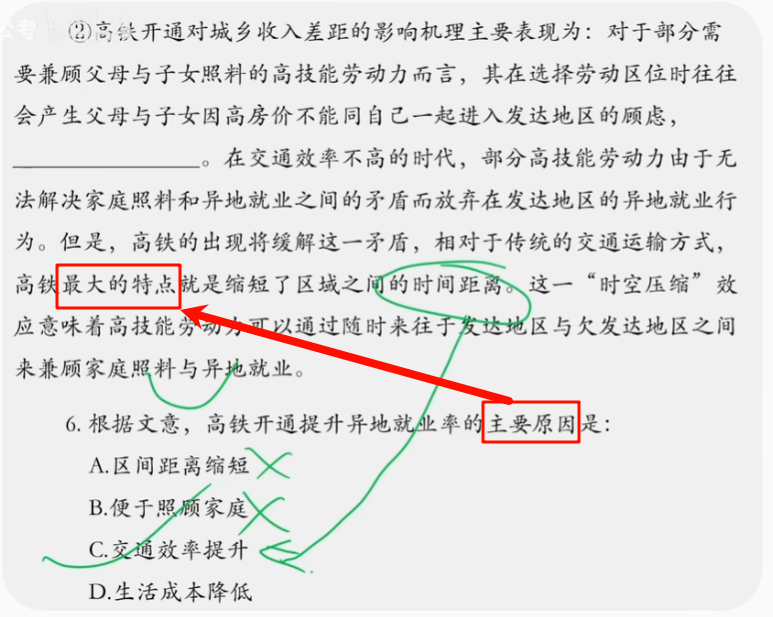 公考
②高铁开通对城乡收入差距的影响机理主要表现为：对于部分需
要兼顾父母与子女照料的高技能劳动力而言，其在选择劳动区位时往往
会产生父母与子女因高房价不能同自己一起进入发达地区的顾虑，
________________。在交通效率不高的时代，部分高技能劳动力由于无
法解决家庭照料和异地就业之间的矛盾而放弃在发达地区的异地就业行
为。但是，高铁的出现将缓解这一矛盾，相对于传统的交通运输方式，
高铁最大的特点就是缩短了区域之间的时间距离。这一“时空压缩”效
应意味着高技能劳动力可以通过随时来往于发达地区与欠发达地区之间
来兼顾家庭照料与异地就业。
6. 根据文意，高铁开通提升异地就业率的主要原因是：
A.区间距离缩短
B.便于照顾家庭
C.交通效率提升
D.生活成本降低